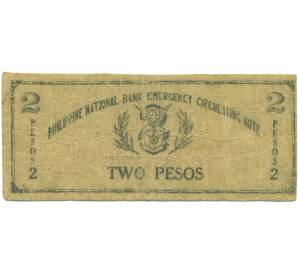 2 PHILIPPINE NATIONAL BANK EMERGENCY CIRCULATING NOTE 2
PESOS
PESOS
TWO PESOS
2 2